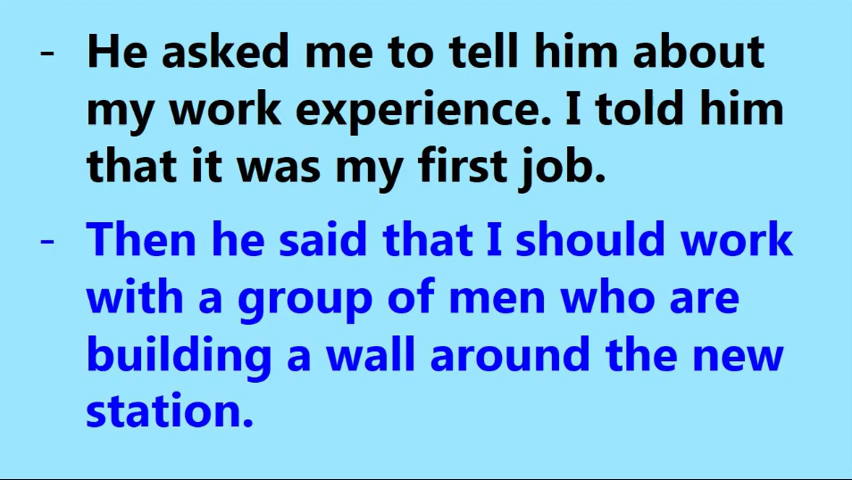 - He asked me to tell him about
my work experience. I told him
that it was my first job.
- Then he said that I should work
with a group of men who are
building a wall around the new
station.